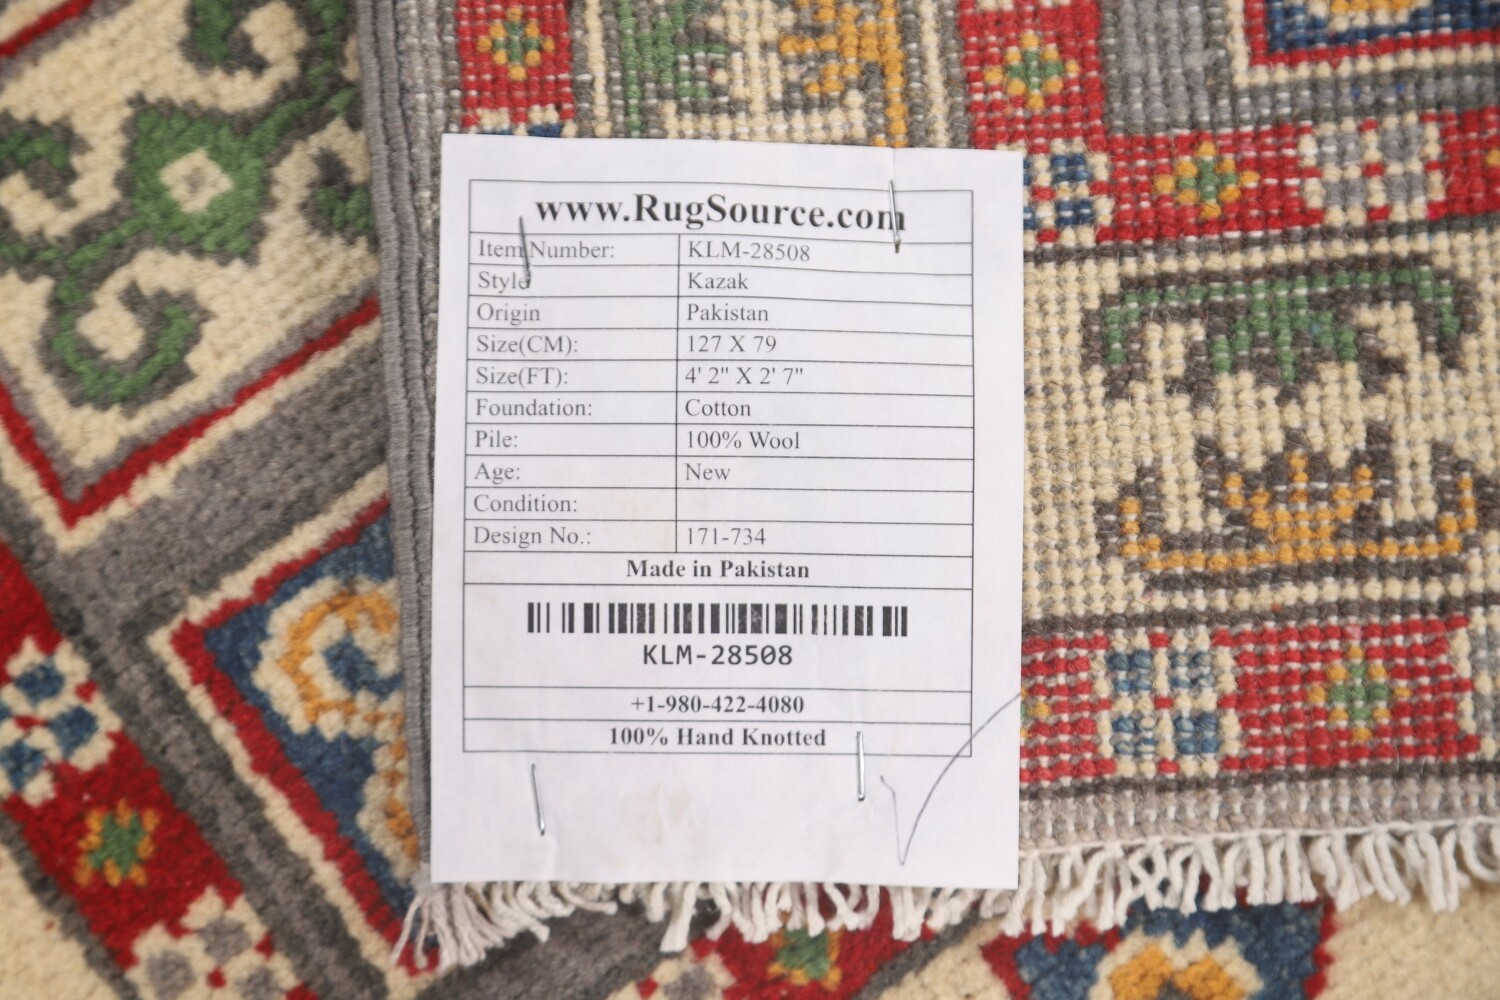 www.RugSource.com
Item Number: KLM-28508
Style Kazak
Origin Pakistan
Size(CM): 127 X 79
Size(FT): 4' 2" X 2' 7"
Foundation: Cotton
Pile: 100% Wool
Age: New
Condition:
Design No.: 171-734
Made in Pakistan
KLM-28508
+1-980-422-4080
100% Hand Knotted